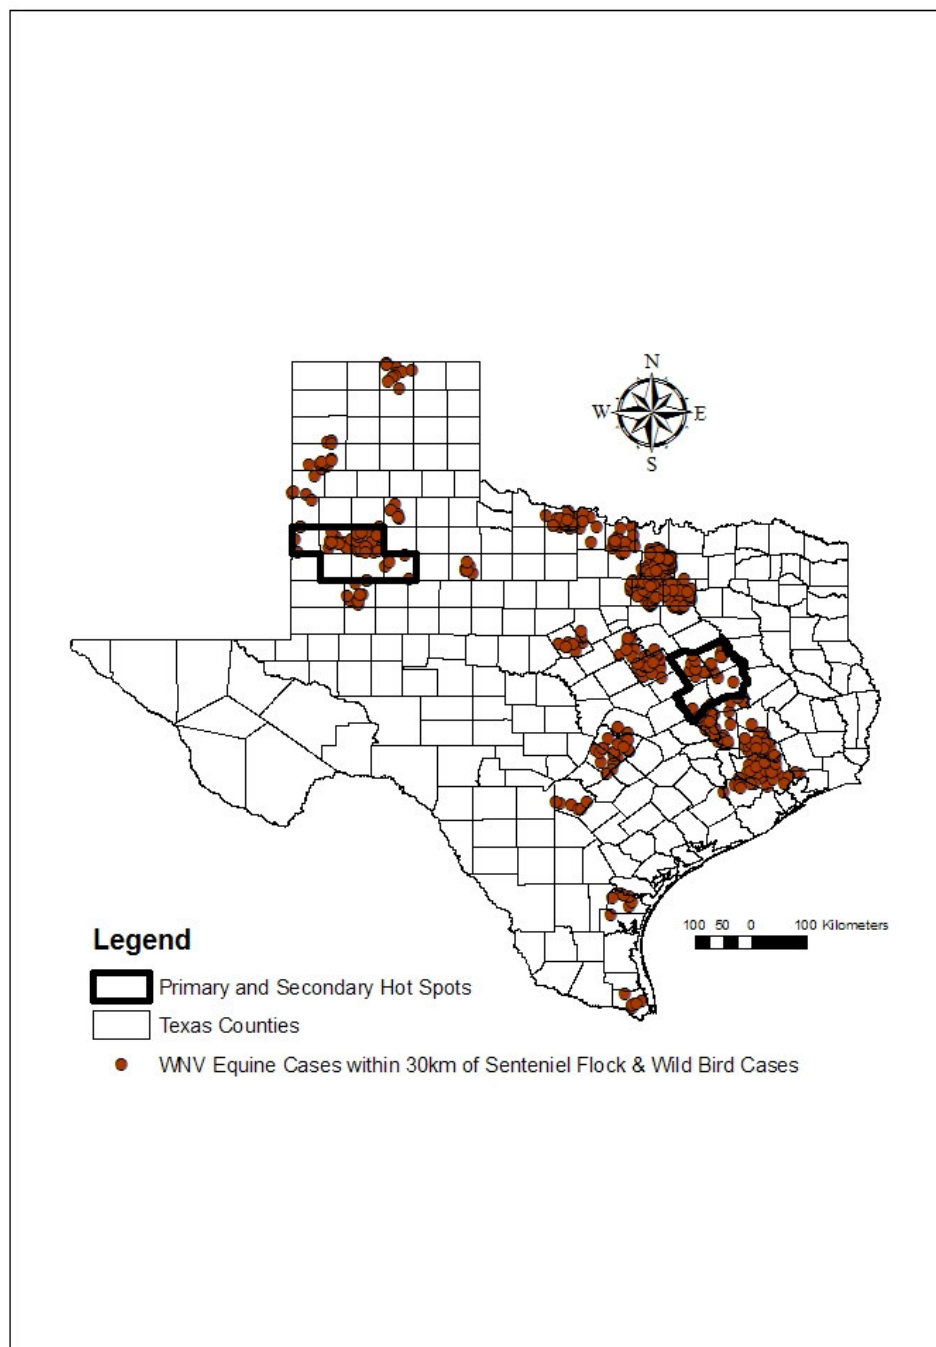 N
W E
S
100 50 0 100 Kilometers
Legend
Primary and Secondary Hot Spots
Texas Counties
WNV Equine Cases within 30km of Senteniel Flock & Wild Bird Cases